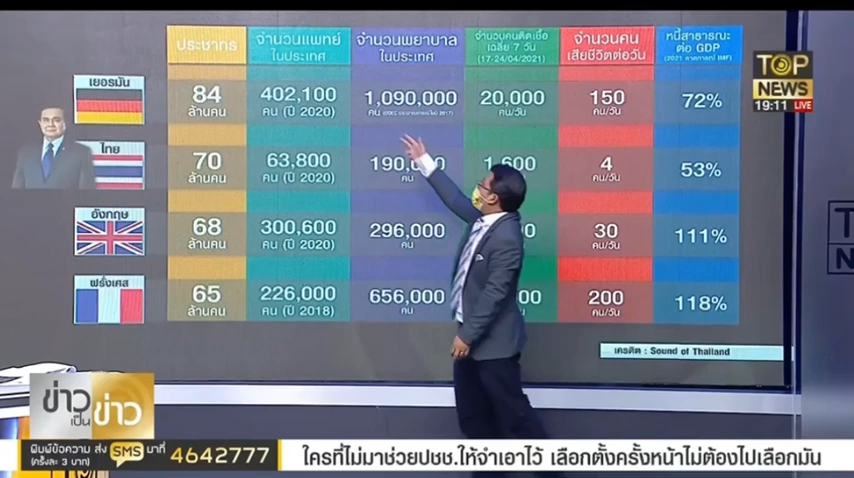 ประชากร
จำนวนแพทย์
ในประเทศ
จำนวนพยาบาล
ในประเทศ
จำนวนคนติดเชื้อ
เฉลี่ย 7 วัน
(17-24/04/2021)
จำนวนคน
เสียชีวิตต่อวัน
หนี้สาธารณะ
ต่อ GDP
TOP
NEWS
19:11 LIVE
เยอรมัน
84
ล้านคน
402,100
คน (ปี 2020)
1,090,000
คน
20,000
คน/วัน
150
คน/วัน
72%
ไทย
70
ล้านคน
63,800
คน (ปี 2020)
คน
1,600
4
คน/วัน
53%
อังกฤษ
68
ล้านคน
300,600
คน (ปี 2020)
296,000
คน
30
คน/วัน
111%
ฝรั่งเศส
65
ล้านคน
226,000
คน (ปี 2018)
656,000
คน
200
คน/วัน
118%
เครดิต : Sound of Thailand
ข่าว
เป็น
ข่าว
พิมพ์ข้อความ ส่ง SMS มาที่ 4642777
(ครั้งละ 3 บาท)
ใครที่ไม่มาช่วยปชช.ให้จำเอาไว้ เลือกตั้งครั้งหน้าไม่ต้องไปเลือกมัน